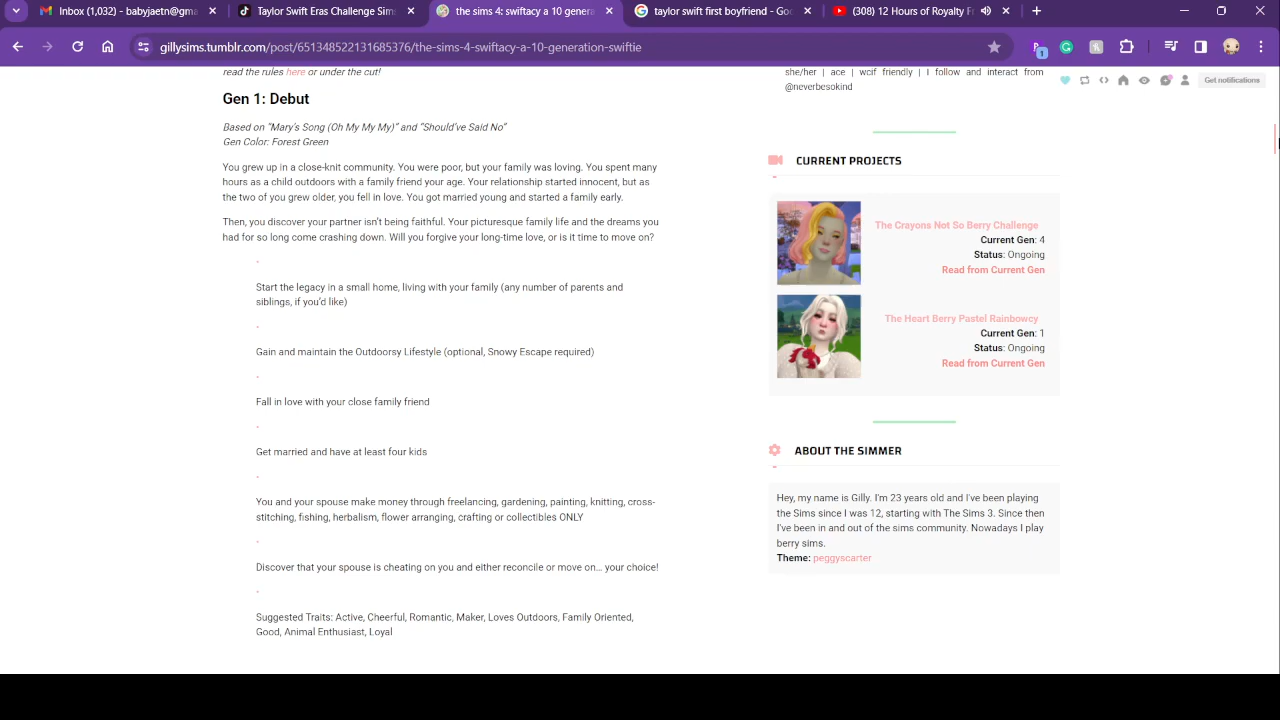 Inbox (1,032) - babyjaetn@gma
Taylor Swift Eras Challenge Sim
the sims 4: swiftacy a 10 genera
taylor swift first boyfriend - Goo
(308) 12 Hours of Royalty F
gillysims.tumblr.com/post/651348522131685376/the-sims-4-swiftacy-a-10-generation-swiftie
1
Get notifications
read the rules here or under the cut!
Gen 1: Debut
Based on “Mary’s Song (Oh My My My)” and “Should’ve Said No”
Gen Color: Forest Green
You grew up in a close-knit community. You were poor, but your family was loving. You spent many
hours as a child outdoors with a family friend your age. Your relationship started innocent, but as
the two of you grew older, you fell in love. You got married young and started a family early.
Then, you discover your partner isn’t being faithful. Your picturesque family life and the dreams you
had for so long come crashing down. Will you forgive your long-time love, or is it time to move on?
Start the legacy in a small home, living with your family (any number of parents and
siblings, if you’d like)
Gain and maintain the Outdoorsy Lifestyle (optional, Snowy Escape required)
Fall in love with your close family friend
Get married and have at least four kids
You and your spouse make money through freelancing, gardening, painting, knitting, cross-
stitching, fishing, herbalism, flower arranging, crafting or collectibles ONLY
Discover that your spouse is cheating on you and either reconcile or move on… your choice!
Suggested Traits: Active, Cheerful, Romantic, Maker, Loves Outdoors, Family Oriented,
Good, Animal Enthusiast, Loyal
she/her | ace | wcif friendly | I follow and interact from
@neverbesokind
CURRENT PROJECTS
The Crayons Not So Berry Challenge
Current Gen: 4
Status: Ongoing
Read from Current Gen
The Heart Berry Pastel Rainbowcy
Current Gen: 1
Status: Ongoing
Read from Current Gen
ABOUT THE SIMMER
Hey, my name is Gilly. I'm 23 years old and I've been playing
the Sims since I was 12, starting with The Sims 3. Since then
I've been in and out of the sims community. Nowadays I play
berry sims.
Theme: peggyscarter